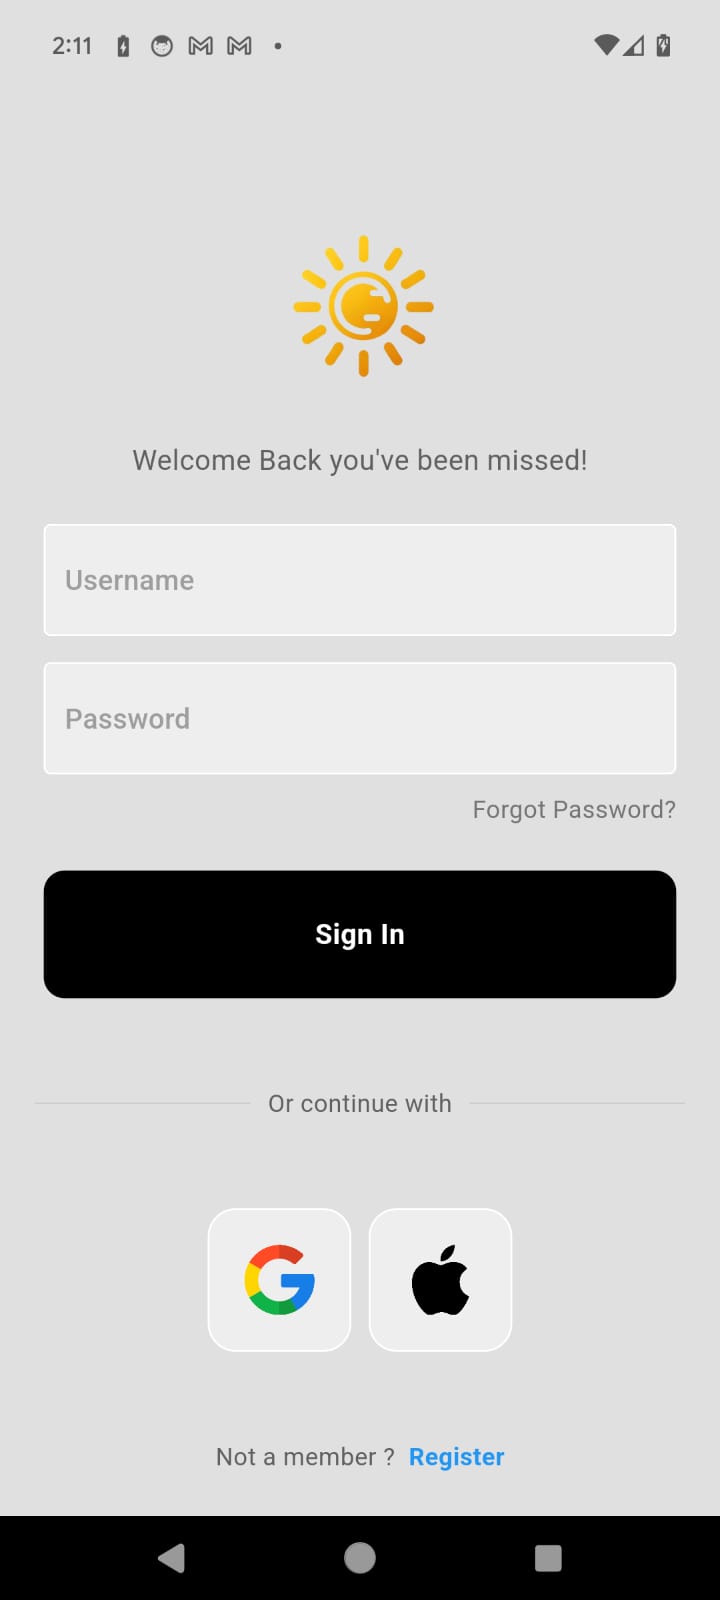 2:11
Welcome Back you've been missed!
Username
Password
Forgot Password?
Sign In
Or continue with
Not a member ? Register